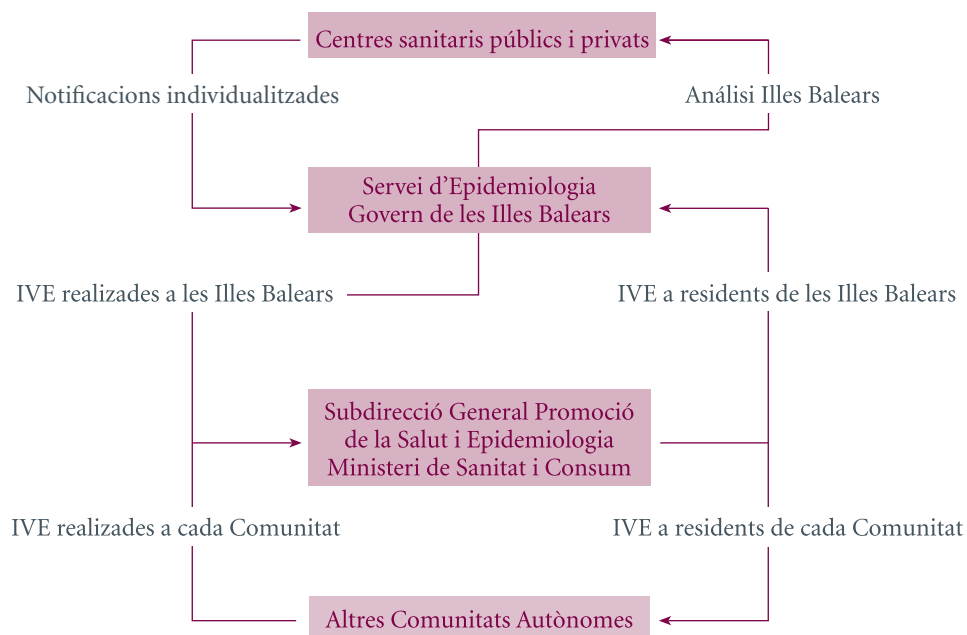 Centres sanitaris públics i privats
Notificacions individualitzades
Análisi Illes Balears
Servei d’Epidemiologia
Govern de les Illes Balears
IVE realizades a les Illes Balears
IVE a residents de les Illes Balears
Subdirecció General Promoció
de la Salut i Epidemiologia
Ministeri de Sanitat i Consum
IVE realizades a cada Comunitat
IVE a residents de cada Comunitat
Altres Comunitats Autònomes